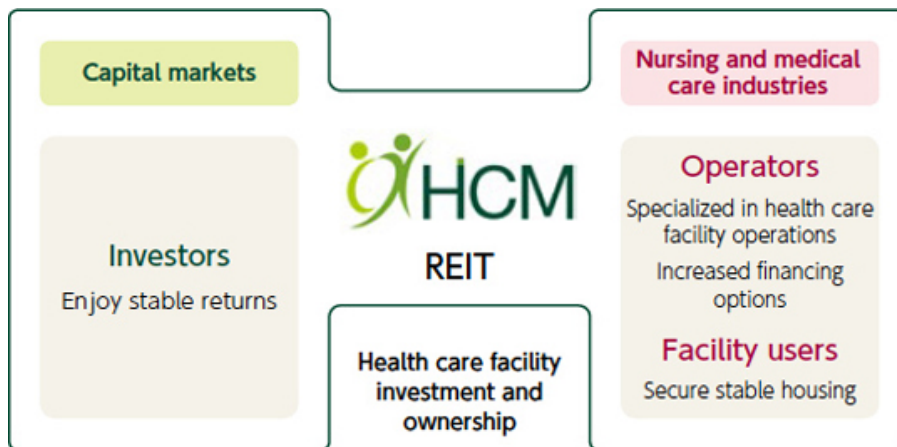 Capital markets
Investors
Enjoy stable returns
HCM
REIT
Health care facility
investment and
ownership
Nursing and medical
care industries
Operators
Specialized in health care
facility operations
Increased financing
options
Facility users
Secure stable housing